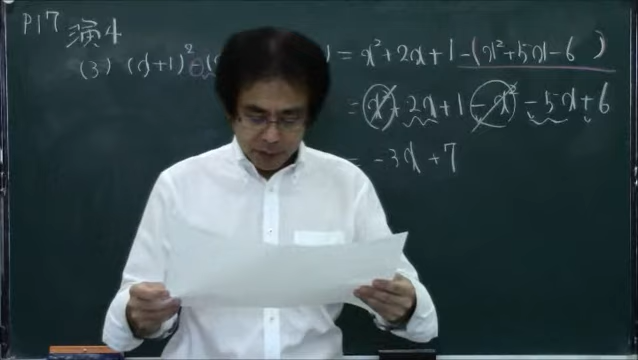 P17 演4
(3) (x+1)² - ( ) = x²+2x+1-(x²+5x-6)
= x²+2x+1-x²-5x+6
= -3x+7